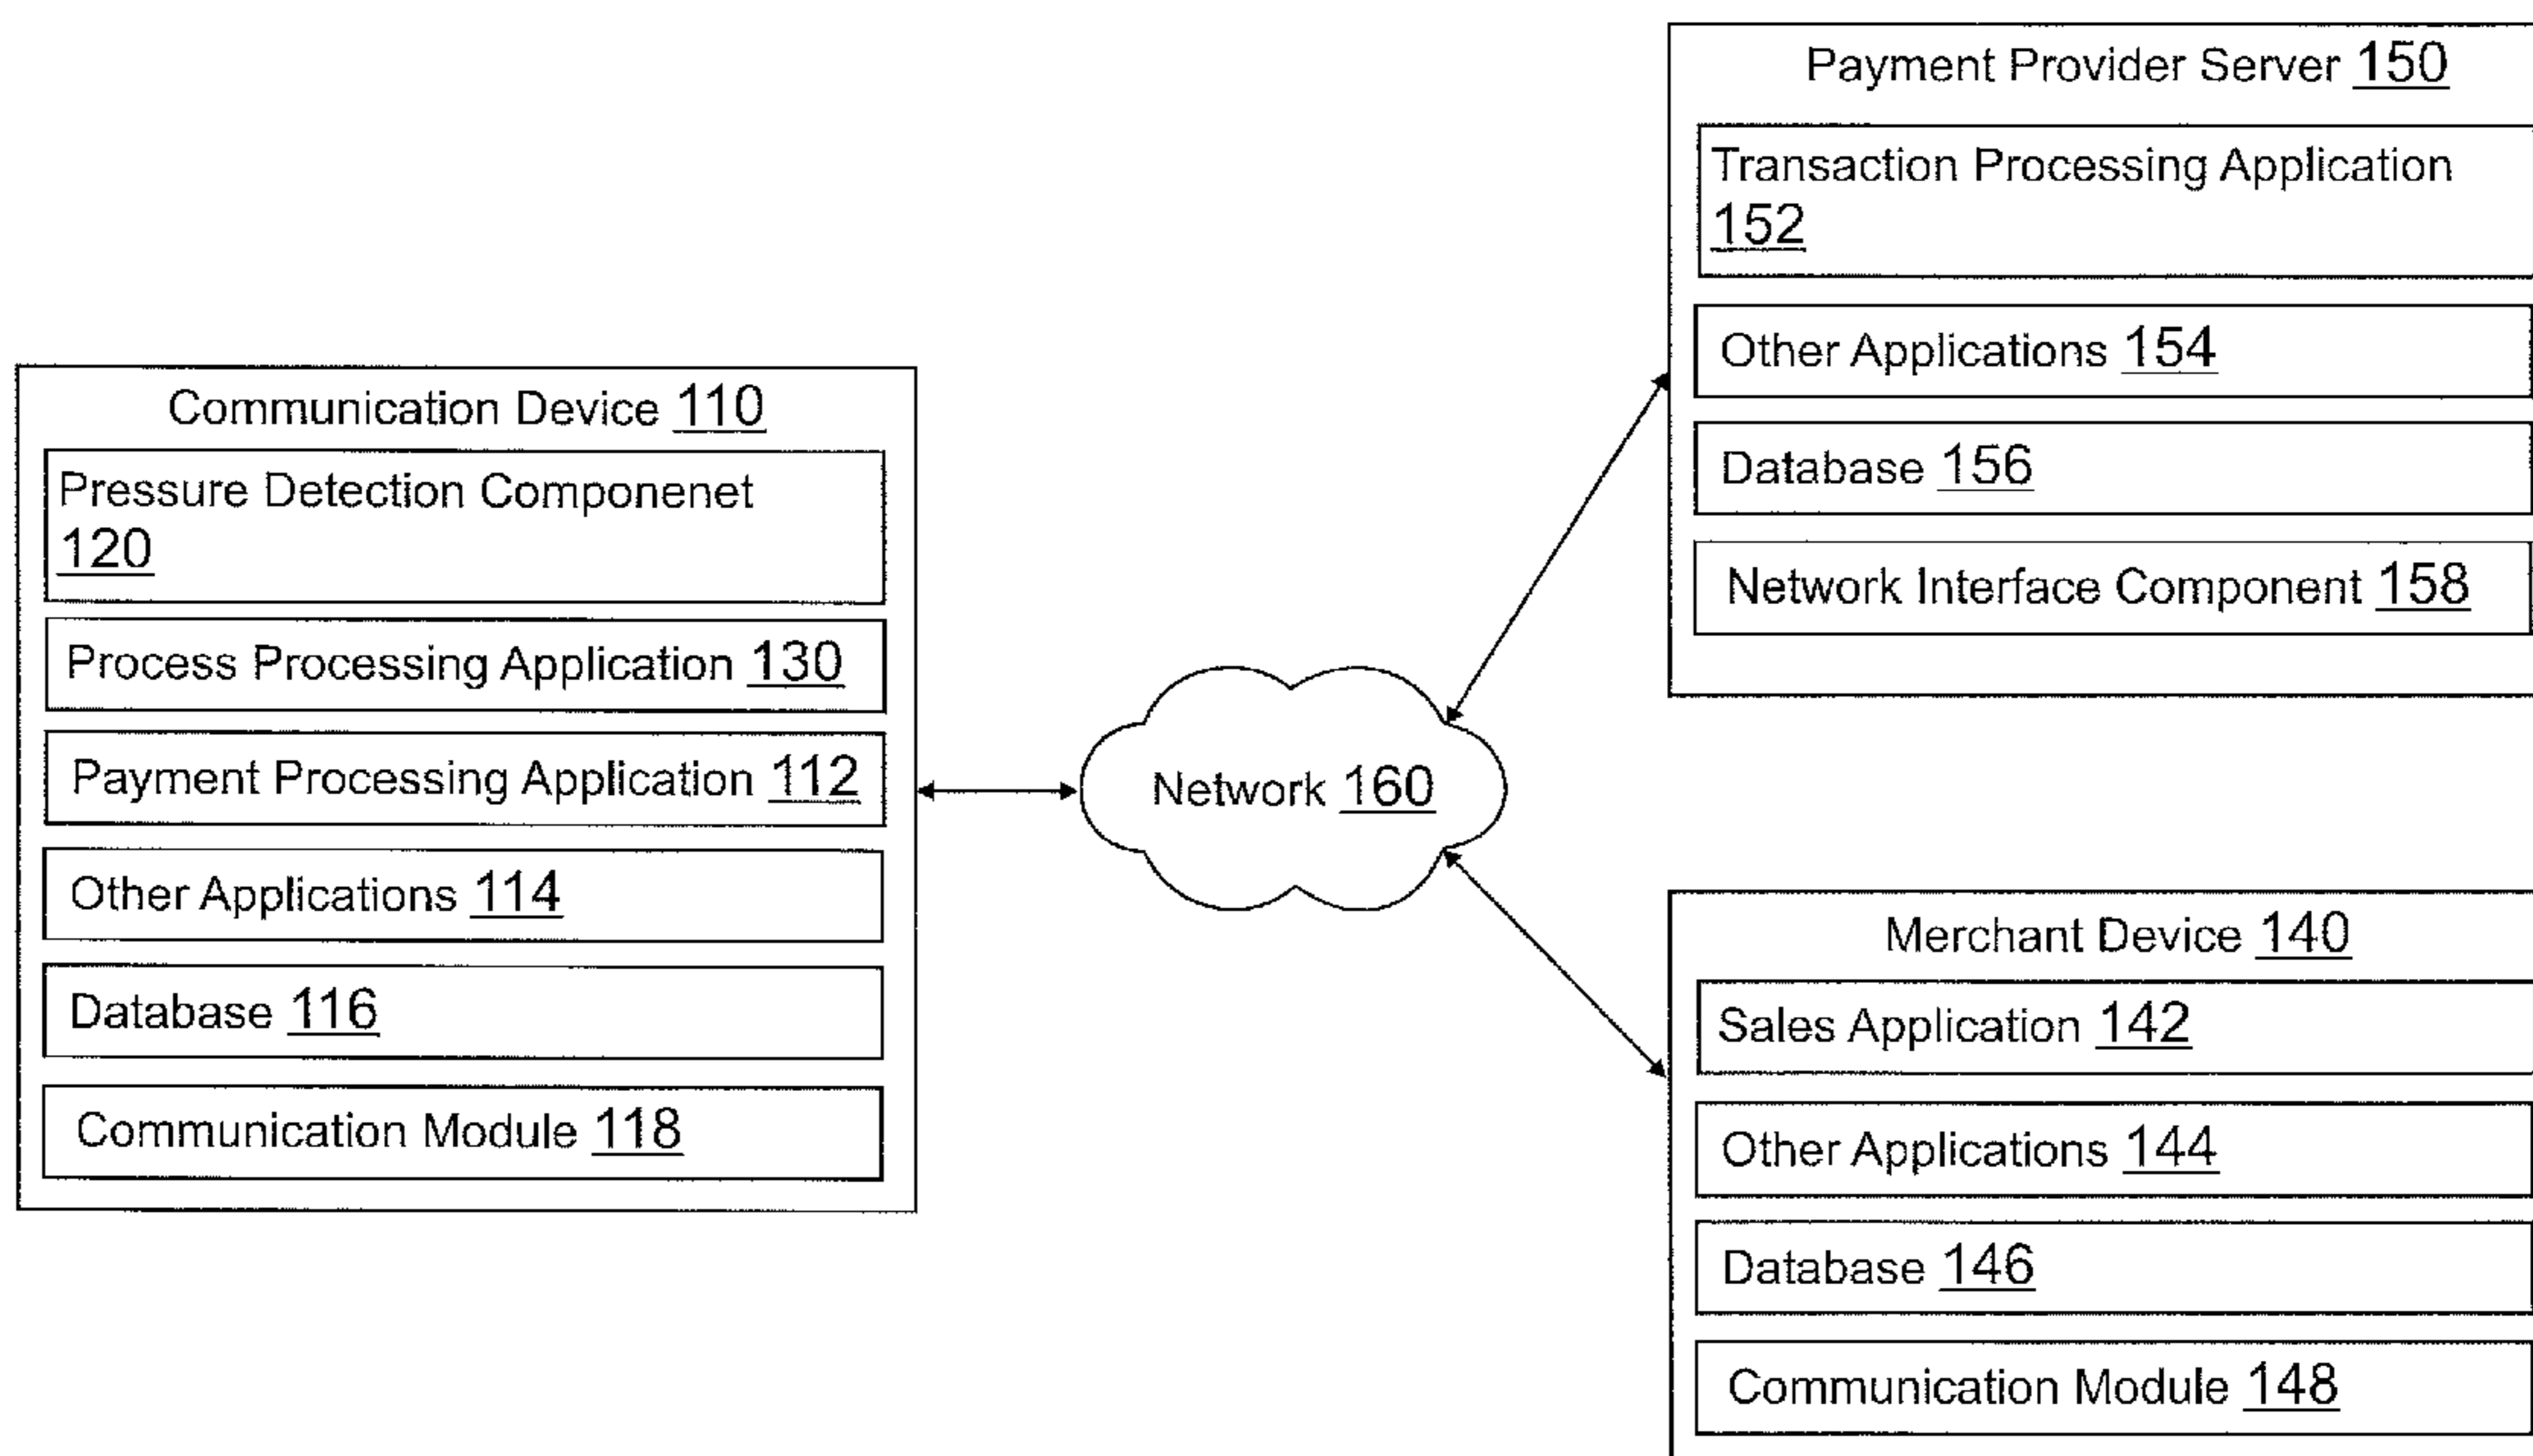 Communication Device 110
Pressure Detection Componenet
120
Process Processing Application 130
Payment Processing Application 112
Other Applications 114
Database 116
Communication Module 118
Network 160
Payment Provider Server 150
Transaction Processing Application
152
Other Applications 154
Database 156
Network Interface Component 158
Merchant Device 140
Sales Application 142
Other Applications 144
Database 146
Communication Module 148